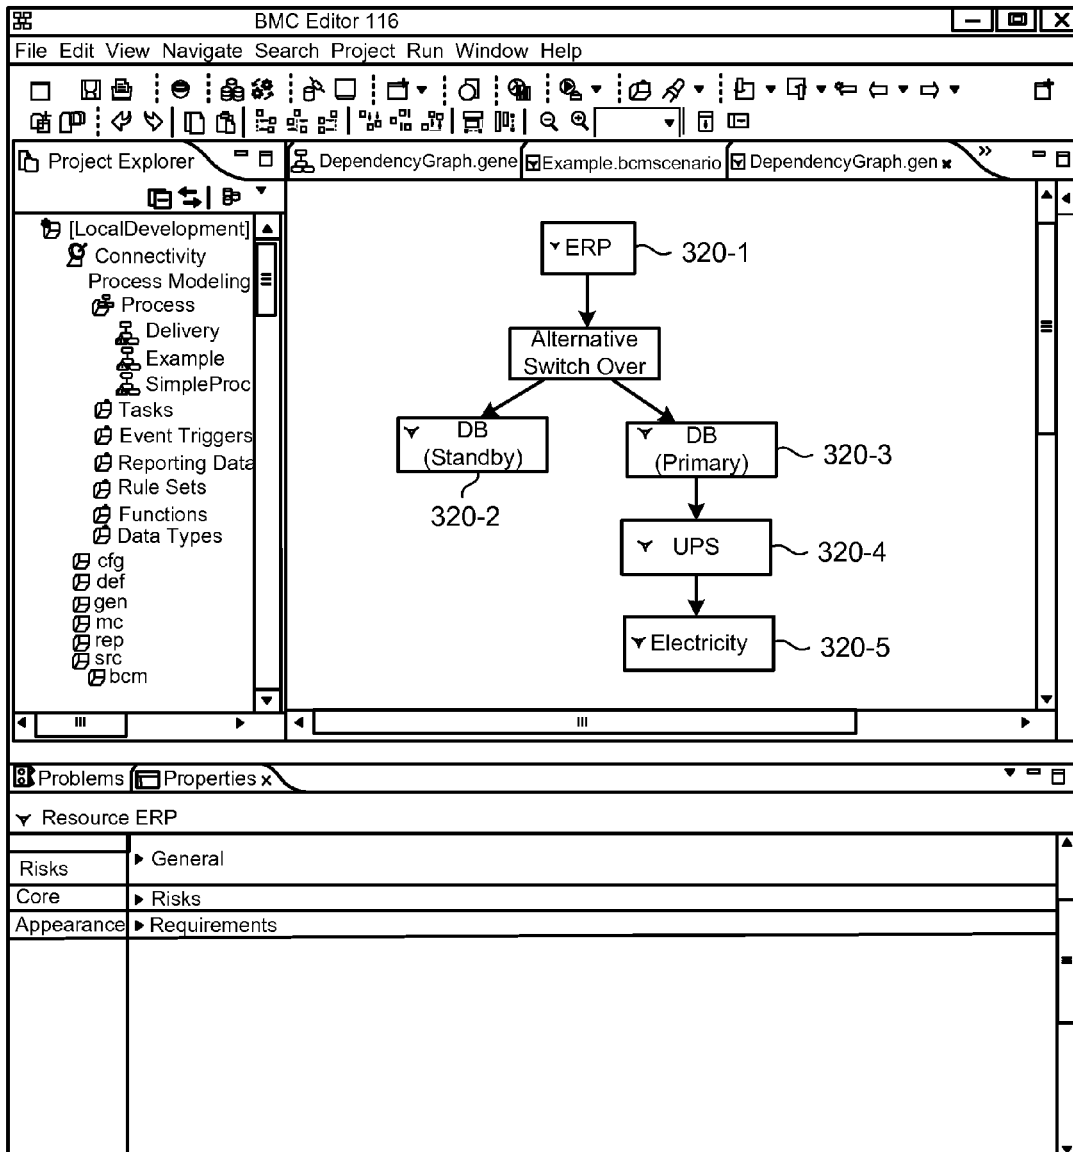 BMC Editor 116
File Edit View Navigate Search Project Run Window Help
Project Explorer
DependencyGraph.gene
Example.bcmscenario
DependencyGraph.gen x
»
[LocalDevelopment]
Connectivity
Process Modeling
Process
Delivery
Example
SimpleProc
Tasks
Event Triggers
Reporting Data
Rule Sets
Functions
Data Types
cfg
def
gen
mc
rep
src
bcm
ERP
320-1
Alternative
Switch Over
DB
(Standby)
320-2
DB
(Primary)
320-3
UPS
320-4
Electricity
320-5
Problems
Properties x
Resource ERP
Risks
Core
Appearance
General
Risks
Requirements